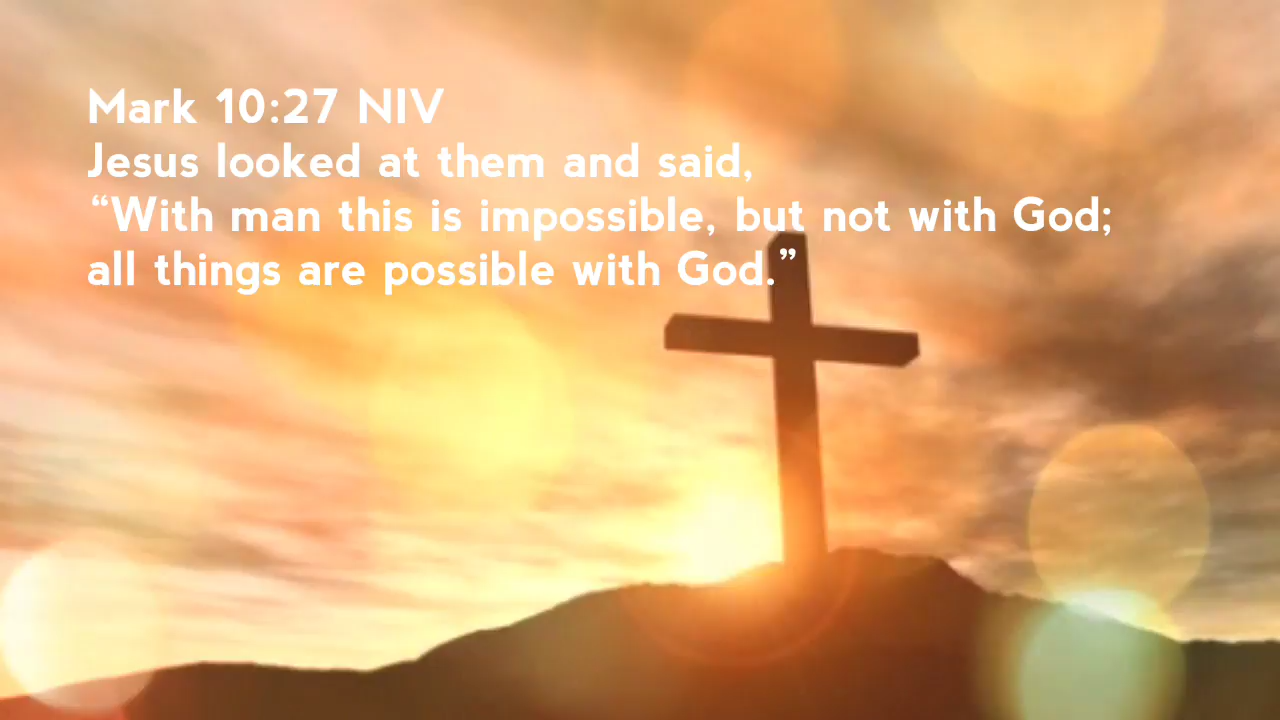 Mark 10:27 NIV
Jesus looked at them and said,
“With man this is impossible, but not with God;
all things are possible with God.”